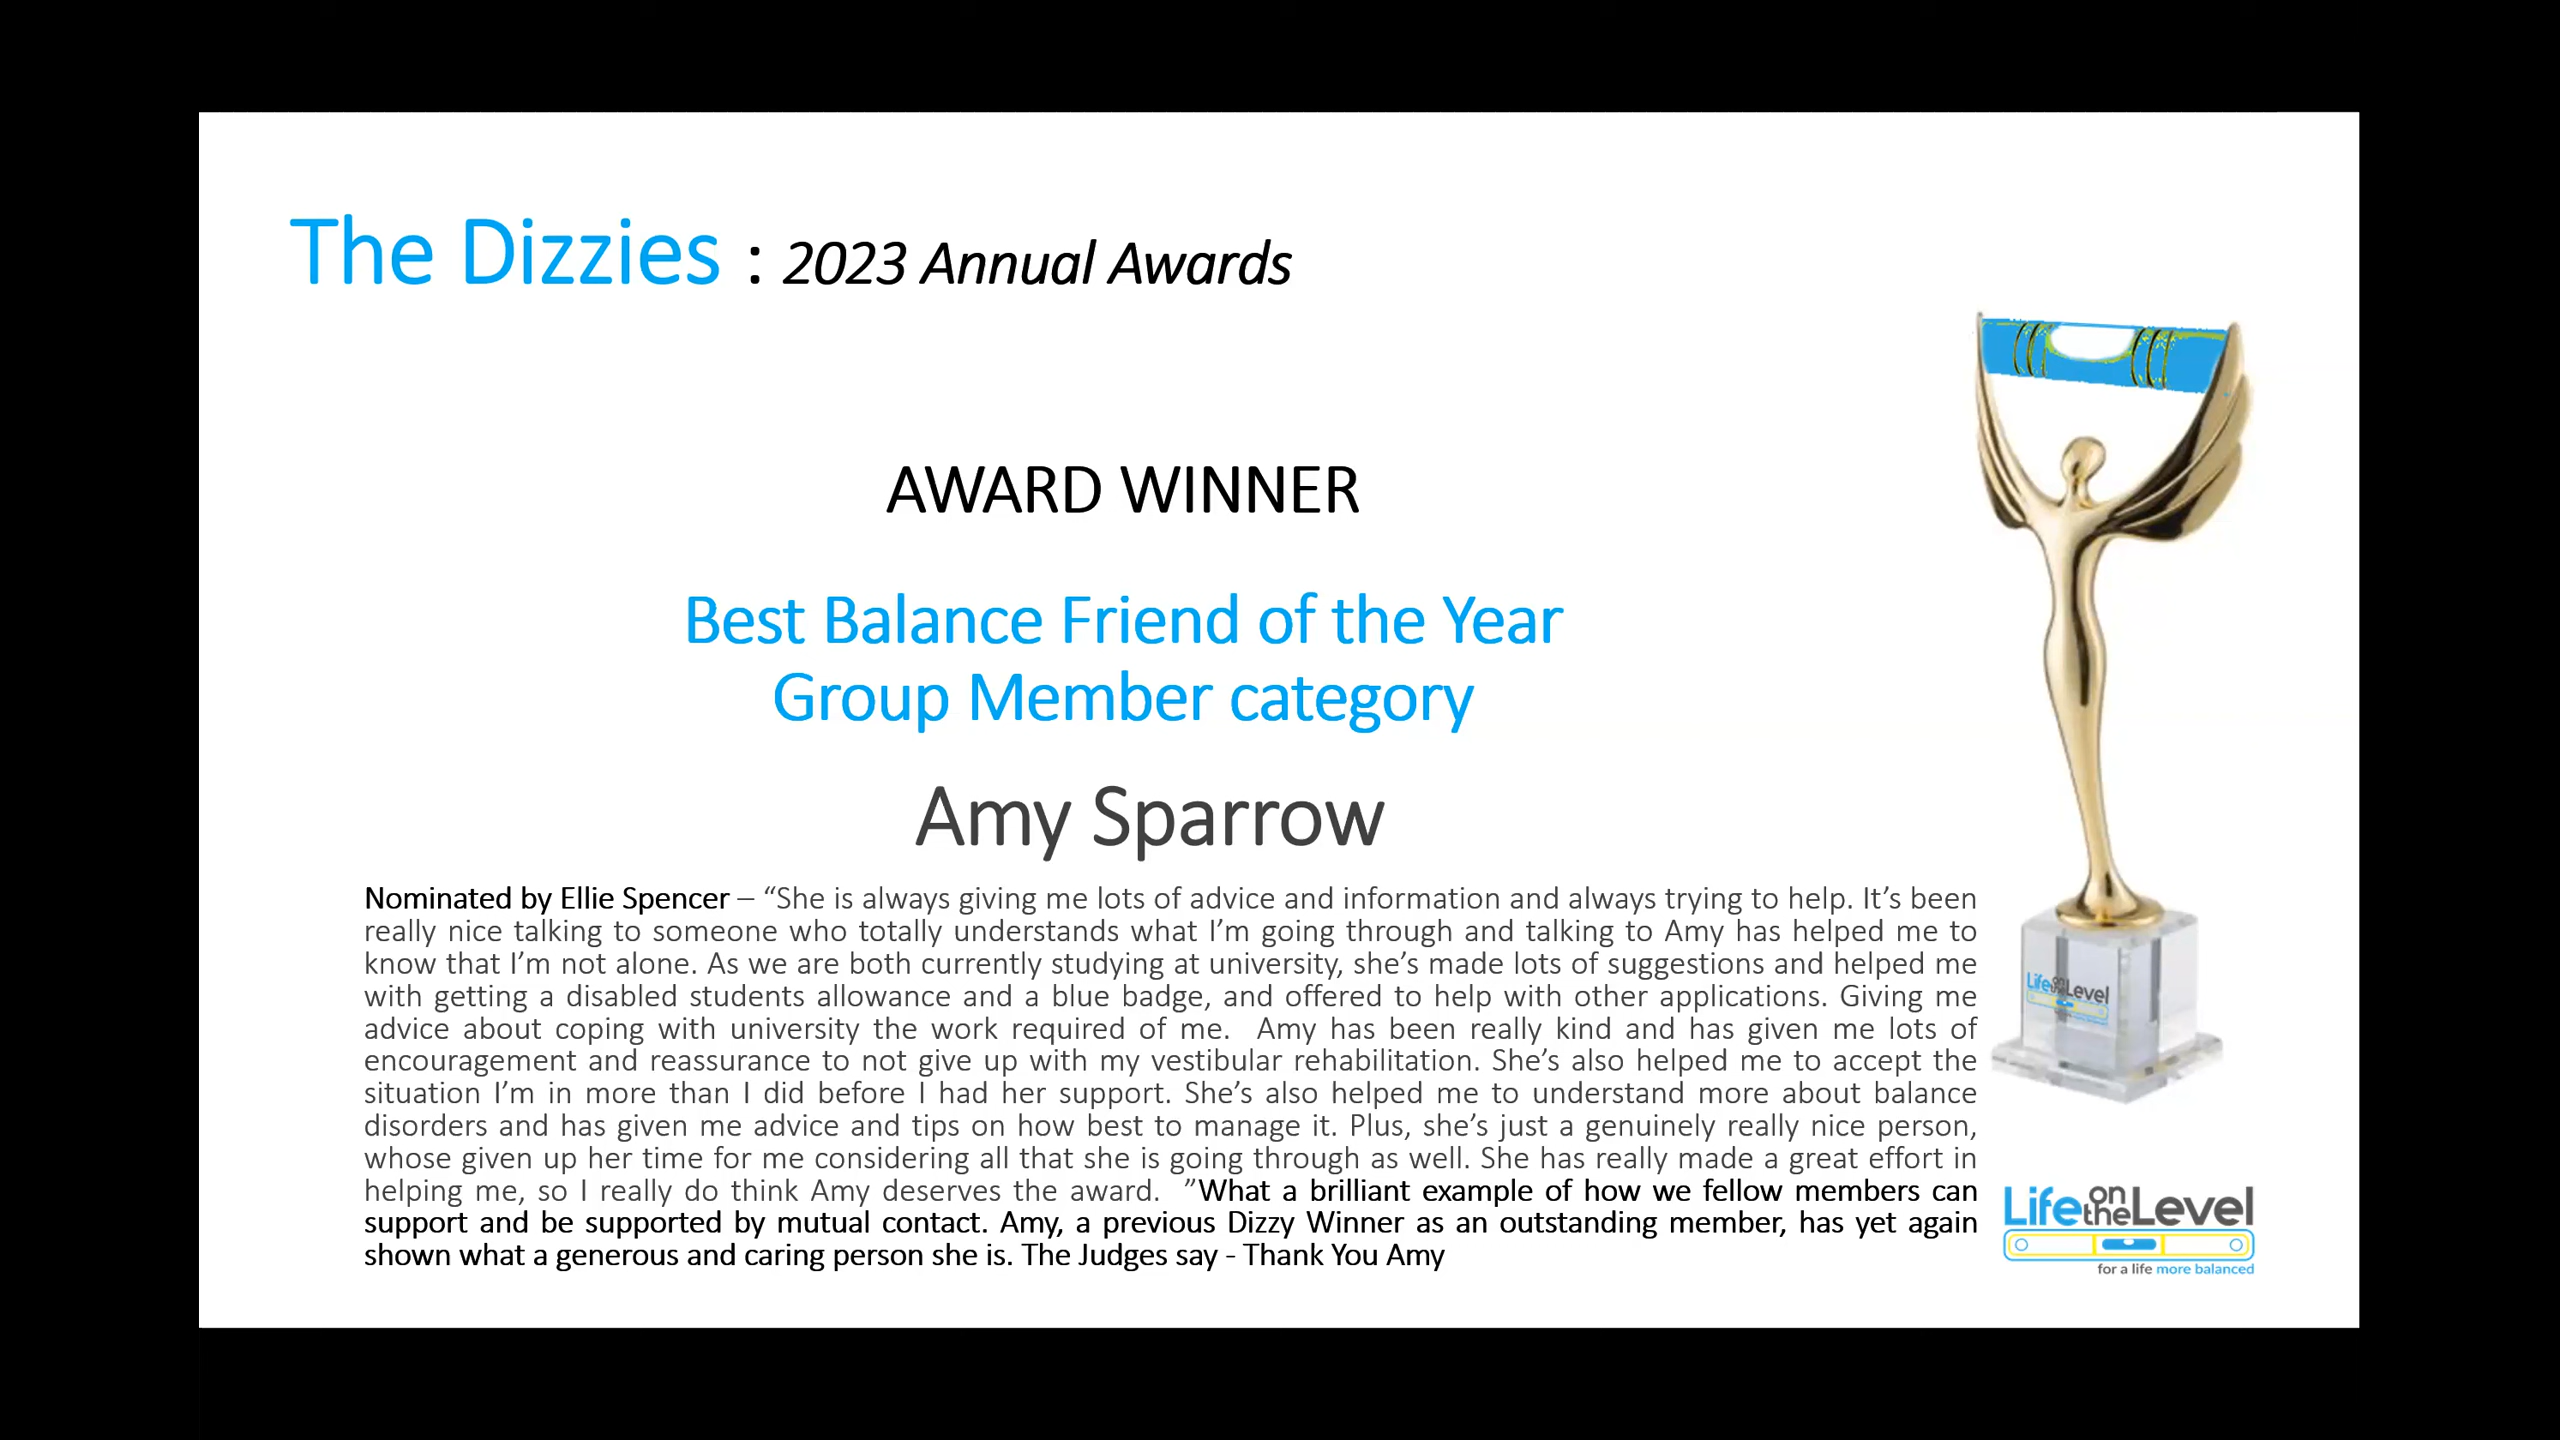 The Dizzies : 2023 Annual Awards
AWARD WINNER
Best Balance Friend of the Year
Group Member category
Amy Sparrow
Nominated by Ellie Spencer – “She is always giving me lots of advice and information and always trying to help. It’s been
really nice talking to someone who totally understands what I’m going through and talking to Amy has helped me to
know that I’m not alone. As we are both currently studying at university, she’s made lots of suggestions and helped me
with getting a disabled students allowance and a blue badge, and offered to help with other applications. Giving me
advice about coping with university the work required of me.  Amy has been really kind and has given me lots of
encouragement and reassurance to not give up with my vestibular rehabilitation. She’s also helped me to accept the
situation I’m in more than I did before I had her support. She’s also helped me to understand more about balance
disorders and has given me advice and tips on how best to manage it. Plus, she’s just a genuinely really nice person,
whose given up her time for me considering all that she is going through as well. She has really made a great effort in
helping me, so I really do think Amy deserves the award.  ”What a brilliant example of how we fellow members can
support and be supported by mutual contact. Amy, a previous Dizzy Winner as an outstanding member, has yet again
shown what a generous and caring person she is. The Judges say - Thank You Amy
Life on the Level
Life on the Level
for a life more balanced